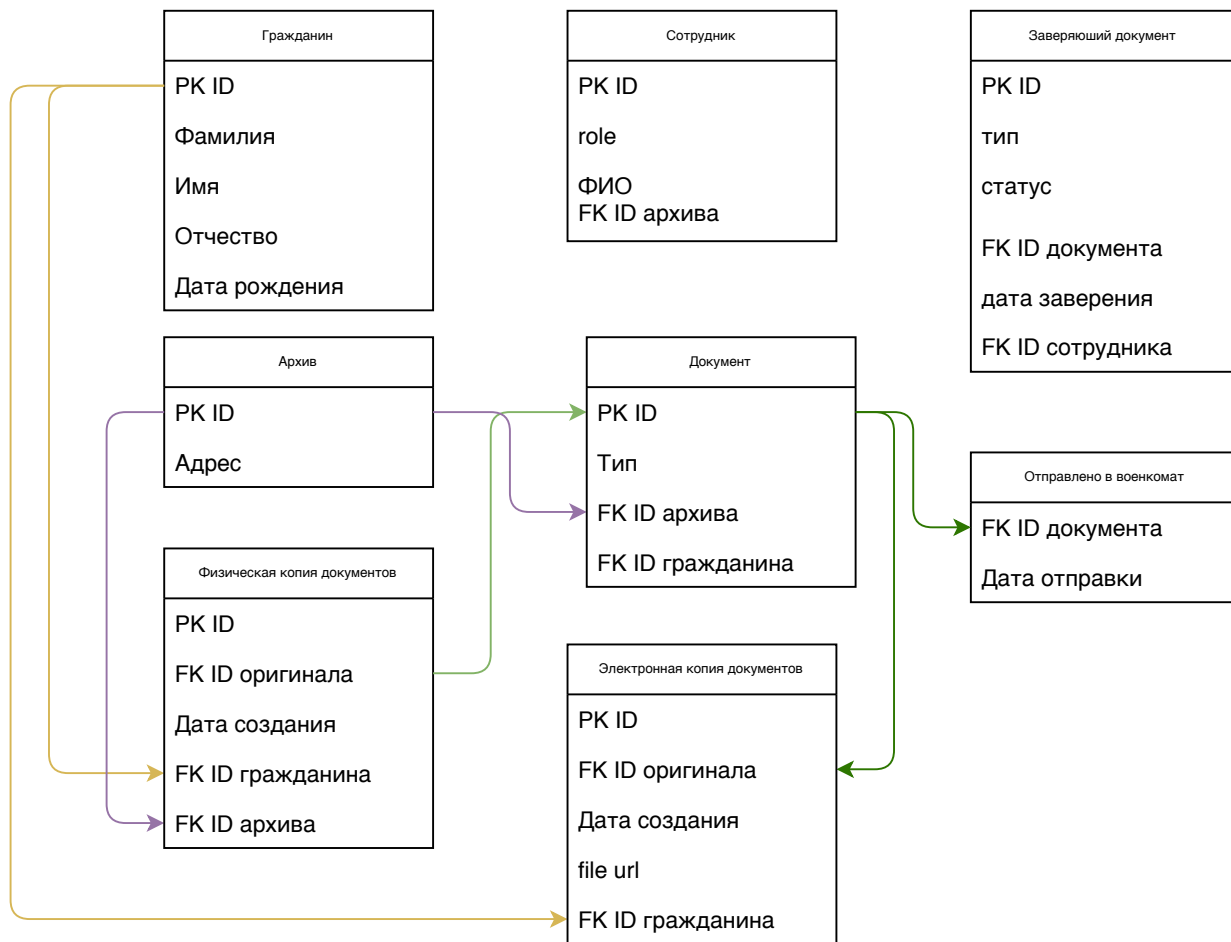 Гражданин
PK ID
Фамилия
Имя
Отчество
Дата рождения
Сотрудник
PK ID
role
ФИО
FK ID архива
Заверяюший документ
PK ID
тип
статус
FK ID документа
дата заверения
FK ID сотрудника
Архив
PK ID
Адрес
Документ
PK ID
Тип
FK ID архива
FK ID гражданина
Отправлено в военкомат
FK ID документа
Дата отправки
Физическая копия документов
PK ID
FK ID оригинала
Дата создания
FK ID гражданина
FK ID архива
Электронная копия документов
PK ID
FK ID оригинала
Дата создания
file url
FK ID гражданина